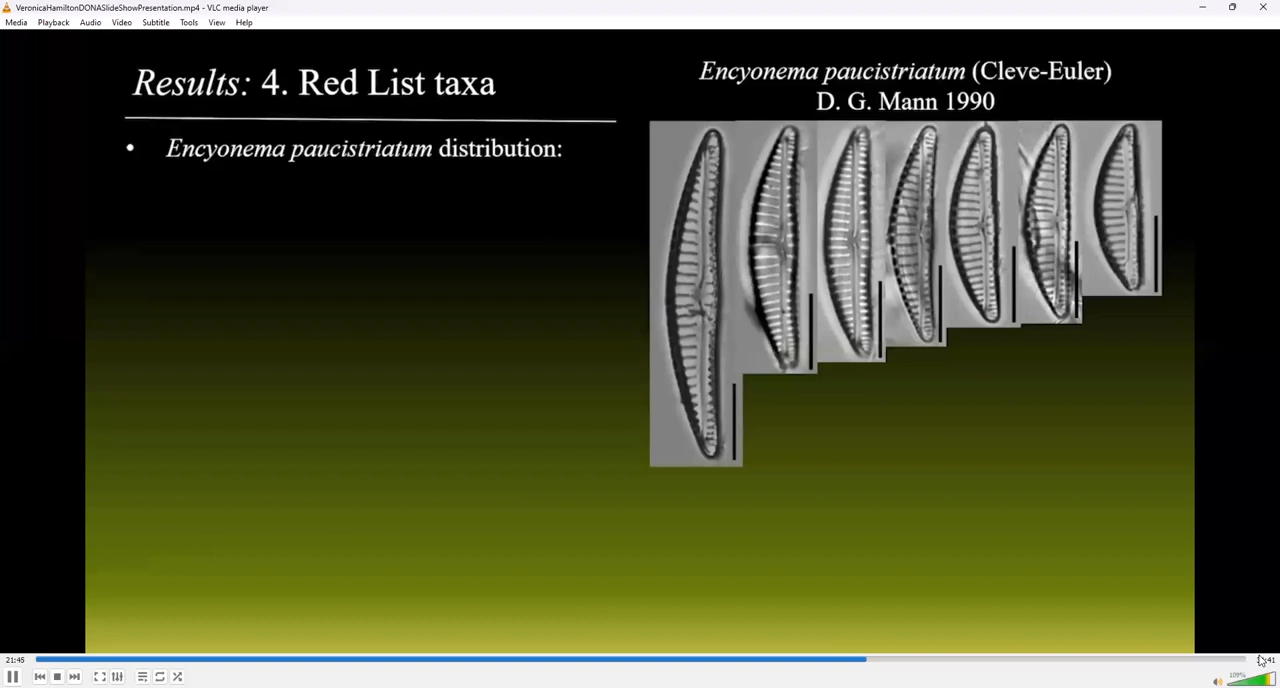 VeronicaHamiltonDONASlideShowPresentation.mp4 - VLC media player
Media Playback Audio Video Subtitle Tools View Help
Results: 4. Red List taxa
• Encyonema paucistriatum distribution:
Encyonema paucistriatum (Cleve-Euler)
D. G. Mann 1990
21:45
109%